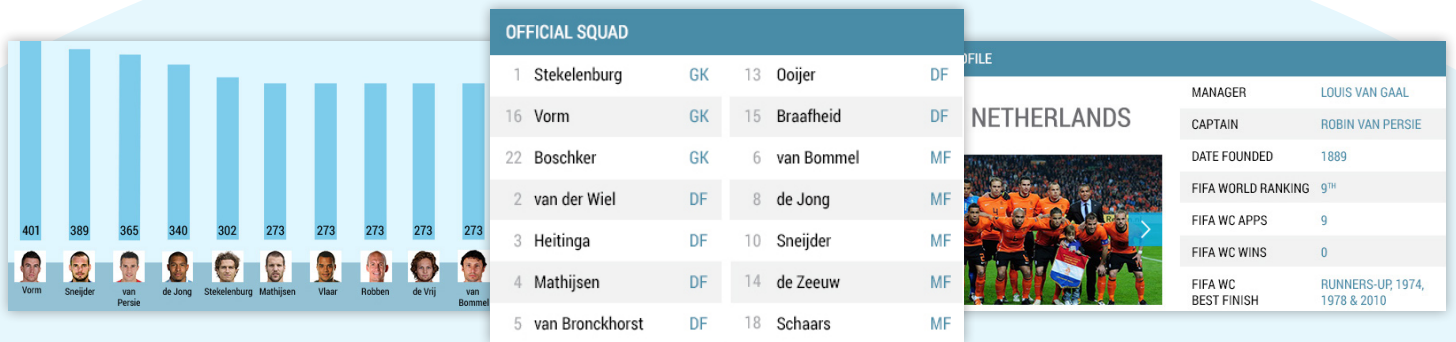 401 389 365 340 302 273 273 273 273 273
Vorm Sneijder van Persie de Jong Stekelenburg Mathijsen Vlaar Robben de Vrij van Bommel
OFFICIAL SQUAD
1 Stekelenburg GK 13 Ooijer DF
16 Vorm GK 15 Braafheid DF
22 Boschker GK 6 van Bommel MF
2 van der Wiel DF 8 de Jong MF
3 Heitinga DF 10 Sneijder MF
4 Mathijsen DF 14 de Zeeuw MF
5 van Bronckhorst DF 18 Schaars MF
OFILE
NETHERLANDS
MANAGER LOUIS VAN GAAL
CAPTAIN ROBIN VAN PERSIE
DATE FOUNDED 1889
FIFA WORLD RANKING 9TH
FIFA WC APPS 9
FIFA WC WINS 0
FIFA WC RUNNERS-UP, 1974,
BEST FINISH 1978 & 2010